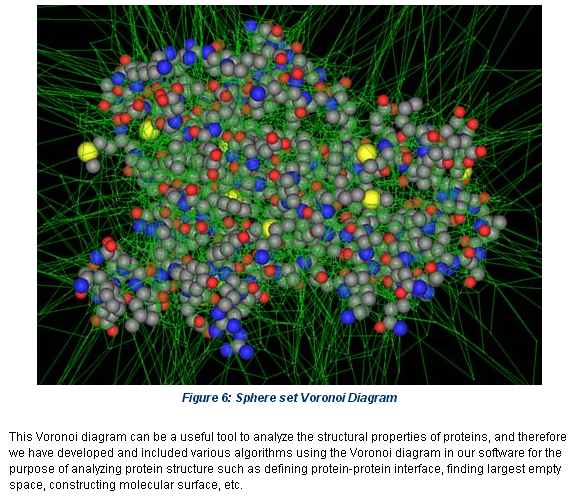 Figure 6: Sphere set Voronoi Diagram
This Voronoi diagram can be a useful tool to analyze the structural properties of proteins, and therefore
we have developed and included various algorithms using the Voronoi diagram in our software for the
purpose of analyzing protein structure such as defining protein-protein interface, finding largest empty
space, constructing molecular surface, etc.